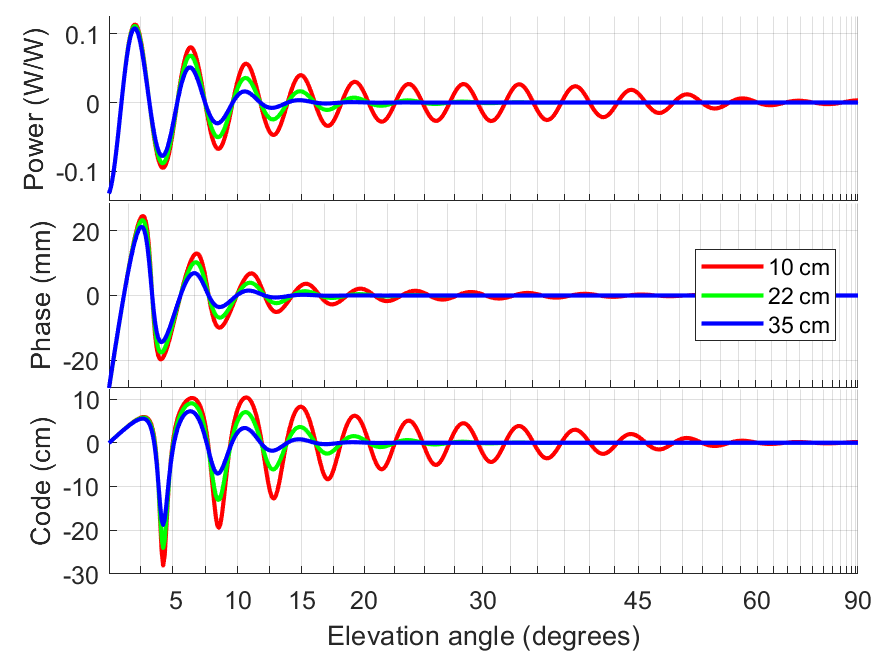 Power (W/W)
0.1
0
-0.1
Phase (mm)
20
0
-20
10 cm
22 cm
35 cm
Code (cm)
10
0
-10
-20
-30
5 10 15 20 30 45 60 90
Elevation angle (degrees)